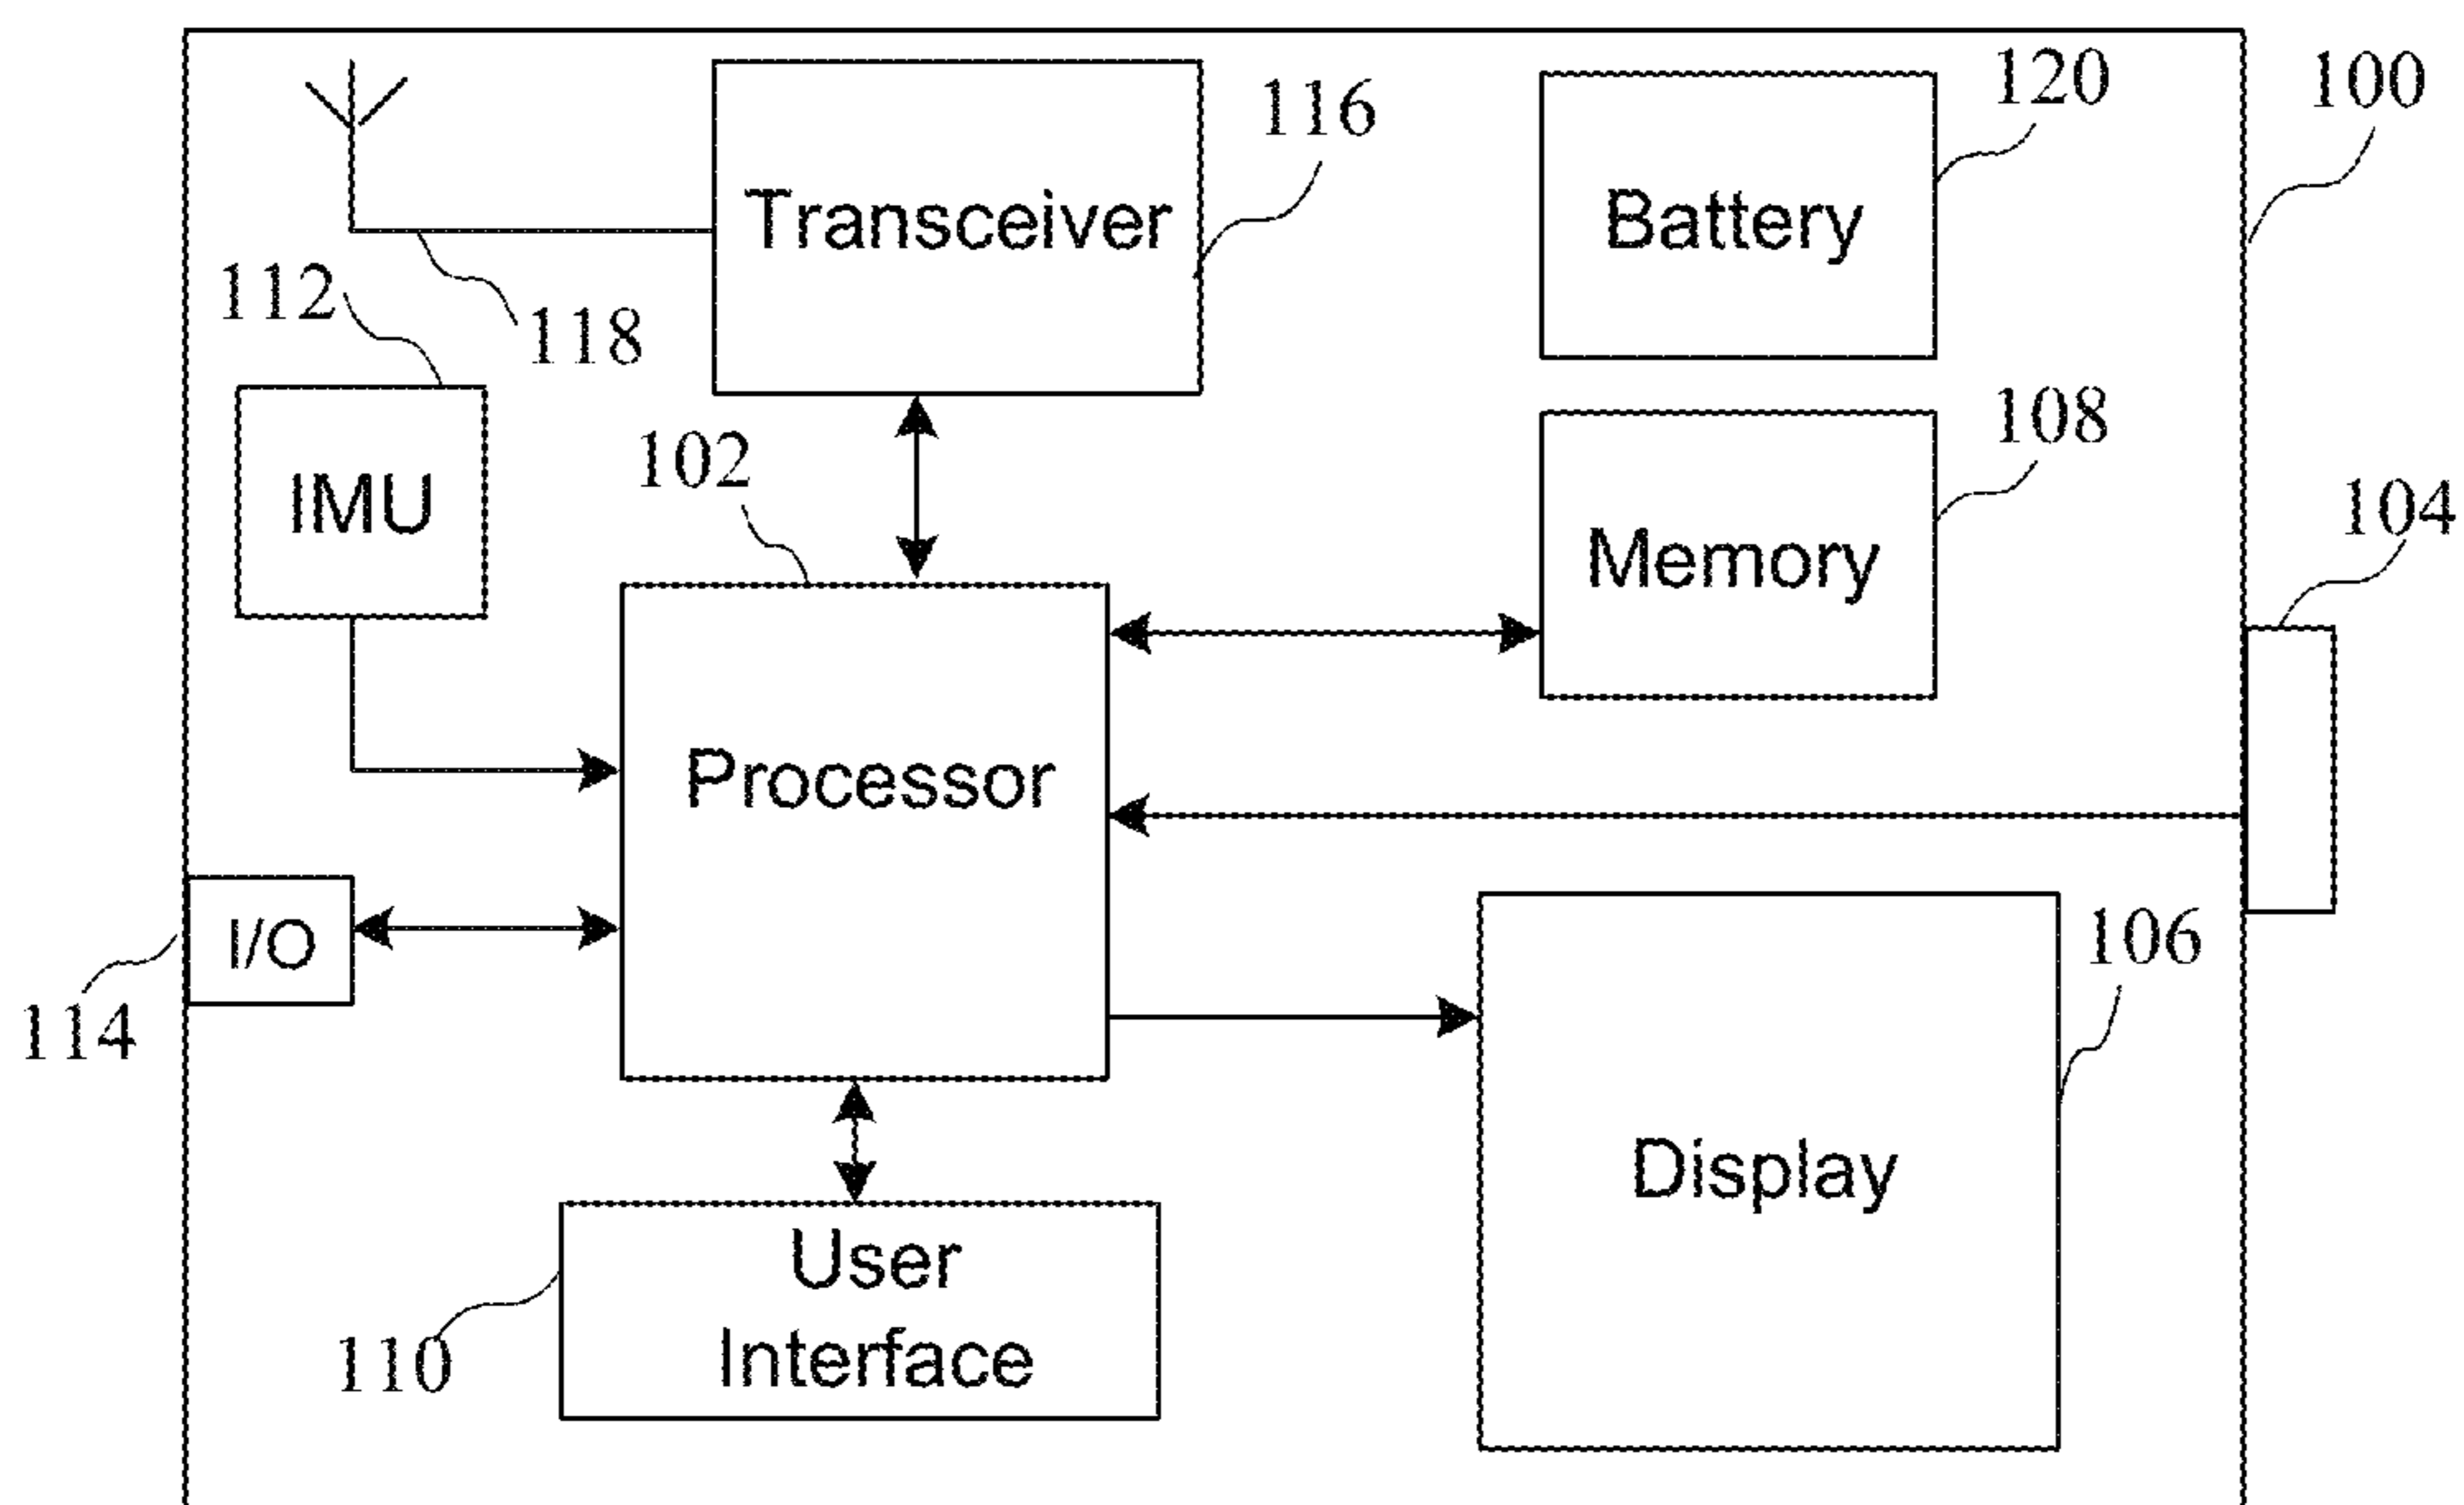 120
100
116
Transceiver
Battery
112
118
108
102
104
IMU
Memory
Processor
I/O
106
114
Display
User
Interface
110